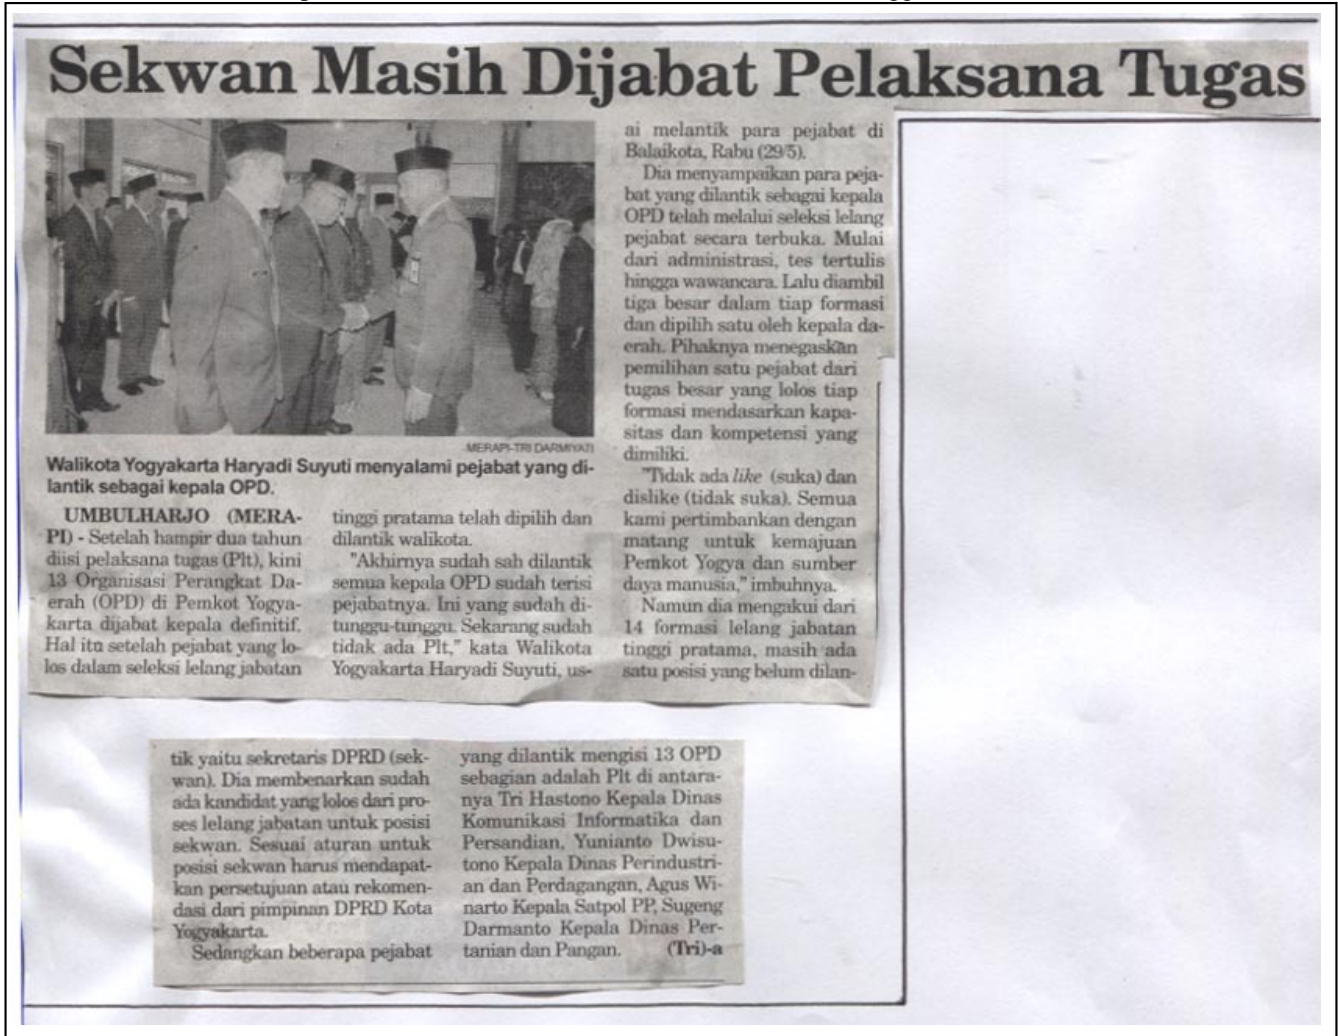 Sekwan Masih Dijabat Pelaksana Tugas
MERAPI-TRI DARMIYATI
Walikota Yogyakarta Haryadi Suyuti menyalami pejabat yang di-
lantik sebagai kepala OPD.
UMBULHARJO (MERA-
PI) - Setelah hampir dua tahun
diisi pelaksana tugas (Plt), kini
13 Organisasi Perangkat Da-
erah (OPD) di Pemkot Yogya-
karta dijabat kepala definitif.
Hal itu setelah pejabat yang lo-
los dalam seleksi lelang jabatan
tinggi pratama telah dipilih dan
dilantik walikota.
"Akhirnya sudah sah dilantik
semua kepala OPD sudah terisi
pejabatnya. Ini yang sudah di-
tunggu-tunggu. Sekarang sudah
tidak ada Plt," kata Walikota
Yogyakarta Haryadi Suyuti, us-
ai melantik para pejabat di
Balaikota, Rabu (29/5).
Dia menyampaikan para peja-
bat yang dilantik sebagai kepala
OPD telah melalui seleksi lelang
pejabat secara terbuka. Mulai
dari administrasi, tes tertulis
hingga wawancara. Lalu diambil
tiga besar dalam tiap formasi
dan dipilih satu oleh kepala da-
erah. Pihaknya menegaskan
pemilihan satu pejabat dari
tugas besar yang lolos tiap
formasi mendasarkan kapa-
sitas dan kompetensi yang
dimiliki.
"Tidak ada like (suka) dan
dislike (tidak suka). Semua
kami pertimbankan dengan
matang untuk kemajuan
Pemkot Yogya dan sumber
daya manusia," imbuhnya.
Namun dia mengakui dari
14 formasi lelang jabatan
tinggi pratama, masih ada
satu posisi yang belum dilan-
tik yaitu sekretaris DPRD (sek-
wan). Dia membenarkan sudah
ada kandidat yang lolos dari pro-
ses lelang jabatan untuk posisi
sekwan. Sesuai aturan untuk
posisi sekwan harus mendapat-
kan persetujuan atau rekomen-
dasi dari pimpinan DPRD Kota
Yogyakarta.
Sedangkan beberapa pejabat
yang dilantik mengisi 13 OPD
sebagian adalah Plt di antara-
nya Tri Hastono Kepala Dinas
Komunikasi Informatika dan
Persandian, Yunianto Dwisu-
tono Kepala Dinas Perindustri-
an dan Perdagangan, Agus Wi-
narto Kepala Satpol PP, Sugeng
Darmanto Kepala Dinas Per-
tanian dan Pangan. (Tri)-a